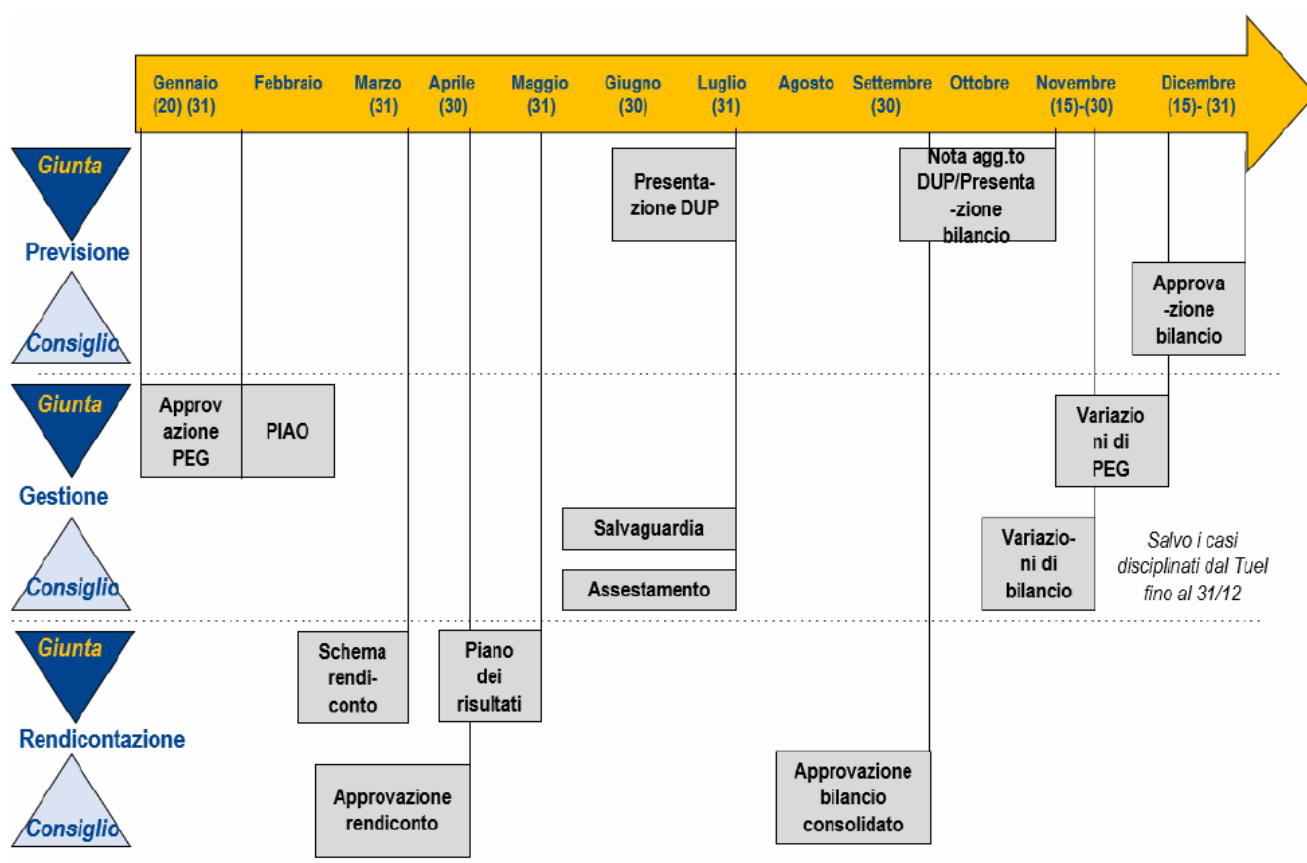 Gennaio
(20) (31)
Febbraio
Marzo
(31)
Aprile
(30)
Maggio
(31)
Giugno
(30)
Luglio
(31)
Agosto
Settembre
(30)
Ottobre
Novembre
(15)-(30)
Dicembre
(15)- (31)
Giunta
Previsione
Consiglio
Presenta-
zione DUP
Nota agg.to
DUP/Presenta
-zione
bilancio
Approva
-zione
bilancio
Giunta
Gestione
Consiglio
Approv
azione
PEG
PIAO
Variazio
ni di
PEG
Salvaguardia
Assestamento
Variazio-
ni di
bilancio
Salvo i casi
disciplinati dal Tuel
fino al 31/12
Giunta
Rendicontazione
Consiglio
Schema
rendi-
conto
Piano
dei
risultati
Approvazione
rendiconto
Approvazione
bilancio
consolidato